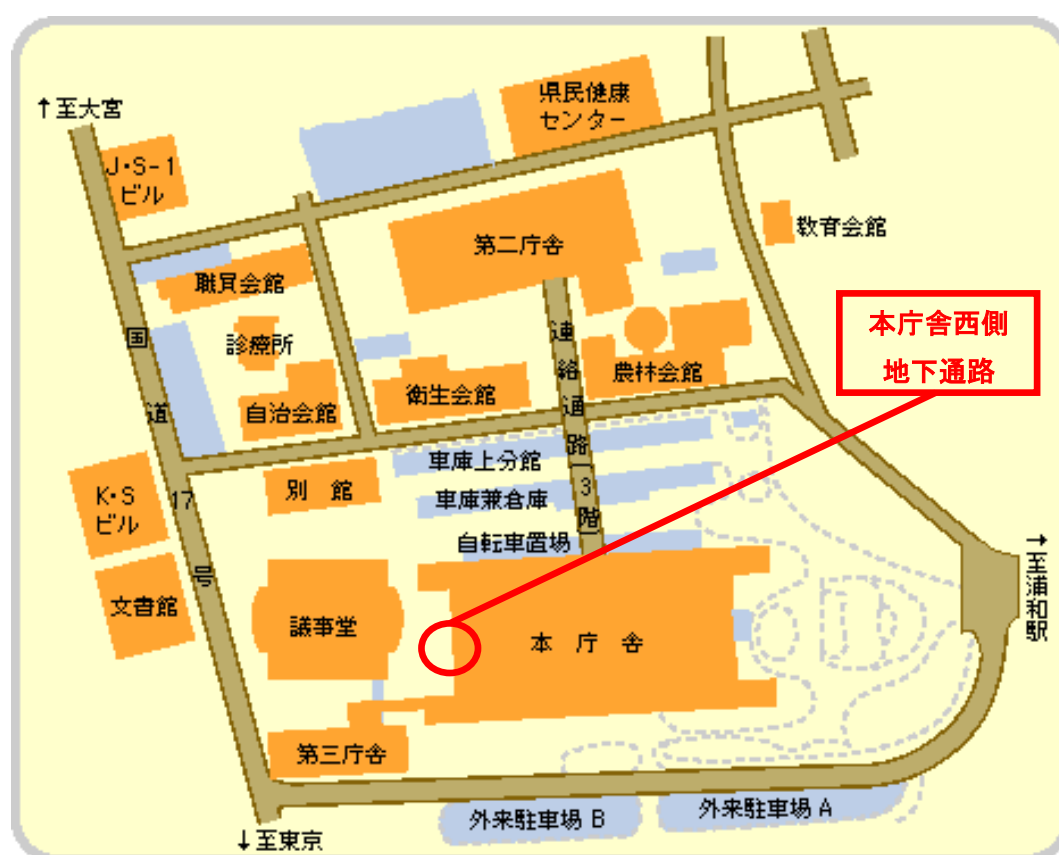 ↑至大宮
県民健康
センター
J・S-1
ビル
教育会館
第二庁舎
職員会館
本庁舎西側
地下通路
国道17号
診療所
連絡通路(3階)
農林会館
衛生会館
自治会館
車庫上分館
別 館
車庫兼倉庫
K・S
ビル
自転車置場
↑至浦和駅
文書館
議事堂
本 庁 舎
第三庁舎
外来駐車場 B
外来駐車場 A
↓至東京